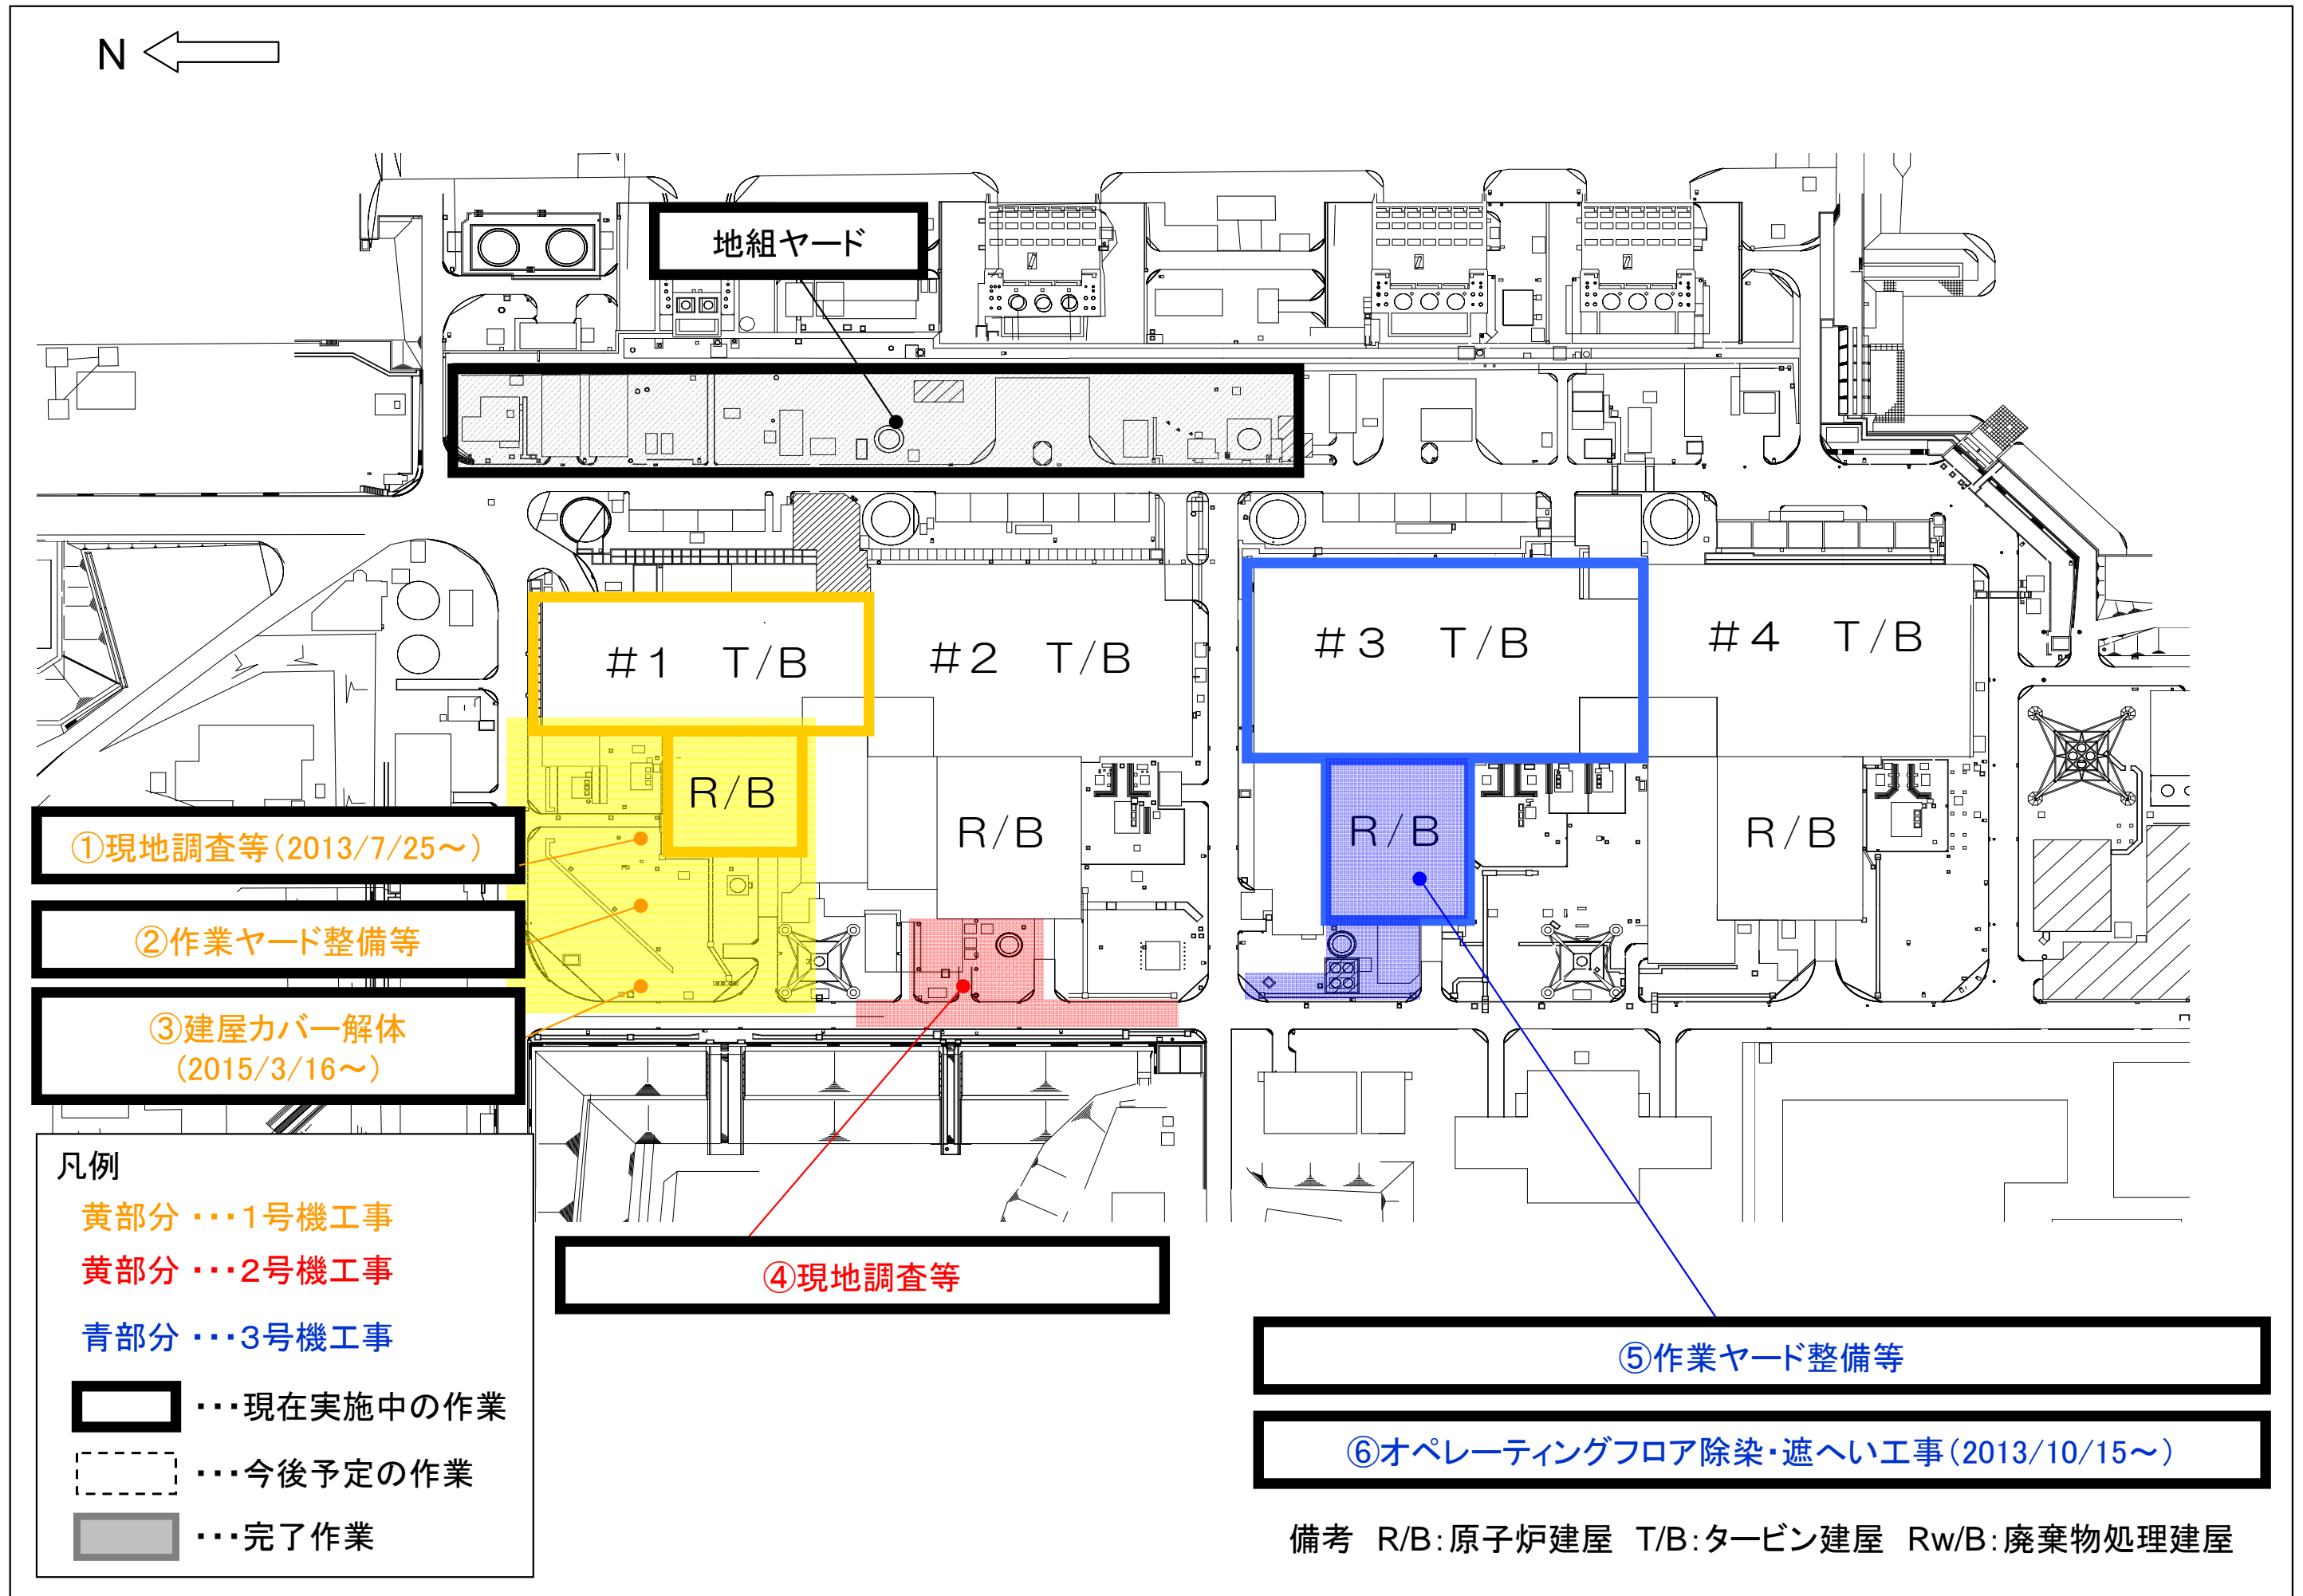 N
地組ヤード
#1 T/B
#2 T/B
#3 T/B
#4 T/B
R/B
R/B
R/B
R/B
①現地調査等(2013/7/25～)
②作業ヤード整備等
③建屋カバー解体
(2015/3/16～)
④現地調査等
⑤作業ヤード整備等
⑥オペレーティングフロア除染・遮へい工事(2013/10/15～)
凡例
黄部分 ・・・1号機工事
黄部分 ・・・2号機工事
青部分 ・・・3号機工事
・・・現在実施中の作業
・・・今後予定の作業
・・・完了作業
備考 R/B：原子炉建屋 T/B：タービン建屋 Rw/B：廃棄物処理建屋